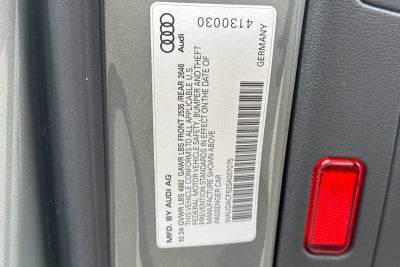 MFD. BY AUDI AG
10 24 GVWR LBS 4982 GAWR LBS FRONT 2535 /REAR 2646
THIS VEHICLE CONFORMS TO ALL APPLICABLE U.S.
FEDERAL MOTOR VEHICLE SAFETY, BUMPER AND THEFT
PREVENTION STANDARDS IN EFFECT ON THE DATE OF
MANUFACTURE SHOWN ABOVE.
PASSENGER CAR
WAUDACF52SA007075
Audi
4130030
GERMANY